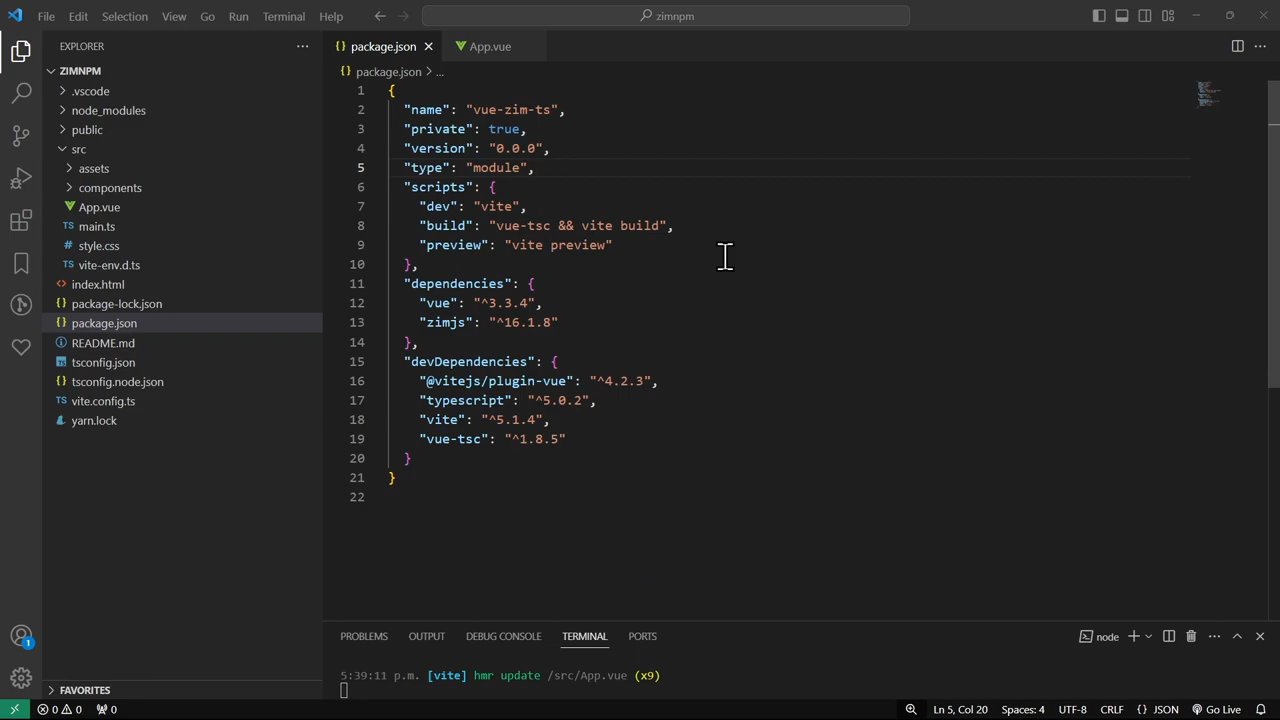 File Edit Selection View Go Run Terminal Help
zimnpm
EXPLORER
ZIMNPM
.vscode
node_modules
public
src
assets
components
App.vue
TS main.ts
# style.css
TS vite-env.d.ts
<> index.html
{} package-lock.json
{} package.json
README.md
tsconfig.json
{} tsconfig.node.json
vite.config.ts
yarn.lock
FAVORITES
{} package.json App.vue
{} package.json > ...
1 {
2 "name": "vue-zim-ts",
3 "private": true,
4 "version": "0.0.0",
5 "type": "module",
6 "scripts": {
7 "dev": "vite",
8 "build": "vue-tsc && vite build",
9 "preview": "vite preview"
10 },
11 "dependencies": {
12 "vue": "^3.3.4",
13 "zimjs": "^16.1.8"
14 },
15 "devDependencies": {
16 "@vitejs/plugin-vue": "^4.2.3",
17 "typescript": "^5.0.2",
18 "vite": "^5.1.4",
19 "vue-tsc": "^1.8.5"
20 }
21 }
22
PROBLEMS OUTPUT DEBUG CONSOLE TERMINAL PORTS
node
5:39:11 p.m. [vite] hmr update /src/App.vue (x9)
1
0 0 0
Ln 5, Col 20 Spaces: 4 UTF-8 CRLF {} JSON Go Live